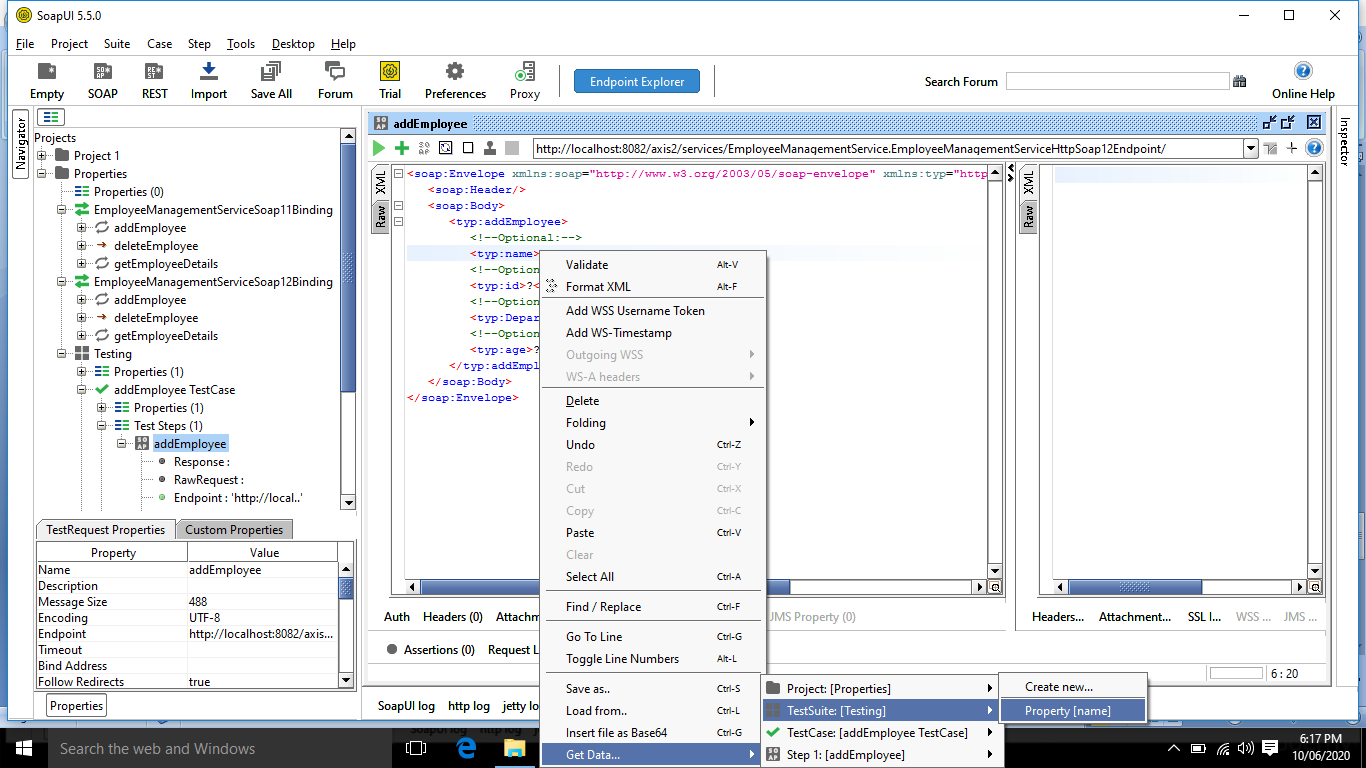 SoapUI 5.5.0
File Project Suite Case Step Tools Desktop Help
Empty SOAP REST Import Save All Forum Trial Preferences Proxy
Endpoint Explorer
Search Forum
Online Help
Navigator
Projects
Project 1
Properties
Properties (0)
EmployeeManagementServiceSoap11Binding
addEmployee
deleteEmployee
getEmployeeDetails
EmployeeManagementServiceSoap12Binding
addEmployee
deleteEmployee
getEmployeeDetails
Testing
Properties (1)
addEmployee TestCase
Properties (1)
Test Steps (1)
addEmployee
Response :
RawRequest :
Endpoint : 'http://local..'
TestRequest Properties Custom Properties
Property Value
Name addEmployee
Description
Message Size 488
Encoding UTF-8
Endpoint http://localhost:8082/axis...
Timeout
Bind Address
Follow Redirects true
Properties
addEmployee
http://localhost:8082/axis2/services/EmployeeManagementService.EmployeeManagementServiceHttpSoap12Endpoint/
XML
Raw
<soap:Envelope xmlns:soap="http://www.w3.org/2003/05/soap-envelope" xmlns:typ="http
<soap:Header/>
<soap:Body>
<typ:addEmployee>
<!--Optional:-->
<typ:name>
<!--Option
<typ:id>?<
<!--Option
<typ:Depar
<!--Option
<typ:age>?
</typ:addEmpl
</soap:Body>
</soap:Envelope>
Validate Alt-V
Format XML Alt-F
Add WSS Username Token
Add WS-Timestamp
Outgoing WSS
WS-A headers
Delete
Folding
Undo Ctrl-Z
Redo Ctrl-Y
Cut Ctrl-X
Copy Ctrl-C
Paste Ctrl-V
Clear
Select All Ctrl-A
Find / Replace Ctrl-F
Go To Line Ctrl-G
Toggle Line Numbers Alt-L
Save as.. Ctrl-S
Load from.. Ctrl-L
Insert file as Base64 Ctrl-G
Get Data...
Project: [Properties]
TestSuite: [Testing]
TestCase: [addEmployee TestCase]
Step 1: [addEmployee]
Create new...
Property [name]
Auth Headers (0) Attachm JMS Property (0)
Assertions (0) Request L
SoapUI log http log jetty lo
XML
Raw
Headers... Attachment... SSL I... WSS ... JMS ...
6 : 20
Inspector
Search the web and Windows
6:17 PM
10/06/2020